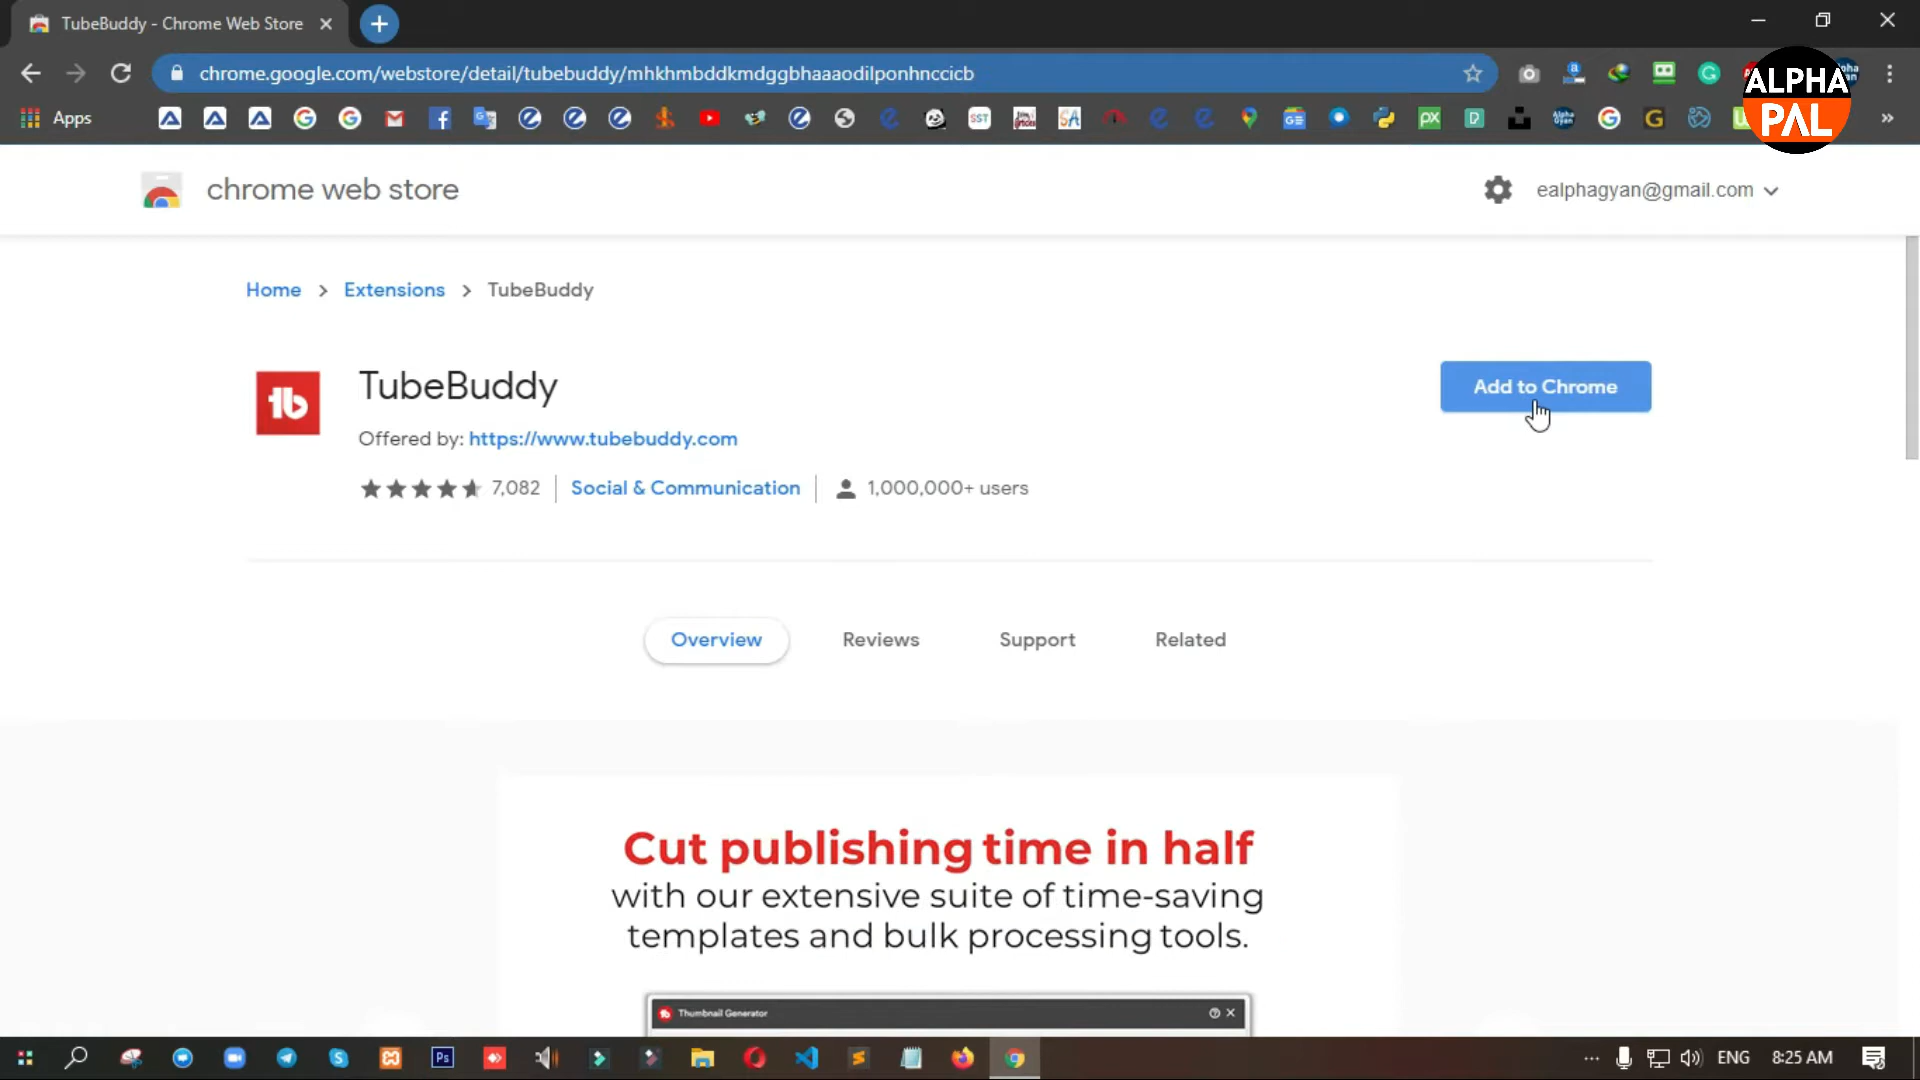 TubeBuddy - Chrome Web Store
chrome.google.com/webstore/detail/tubebuddy/mhkhmbddkmdggbhaaaodilponhnccicb
ALPHA
PAL
Apps
chrome web store
ealphagyan@gmail.com
Home > Extensions > TubeBuddy
TubeBuddy
Add to Chrome
Offered by: https://www.tubebuddy.com
7,082
Social & Communication
1,000,000+ users
Overview
Reviews
Support
Related
Cut publishing time in half
with our extensive suite of time-saving
templates and bulk processing tools.
Thumbnail Generator
ENG
8:25 AM